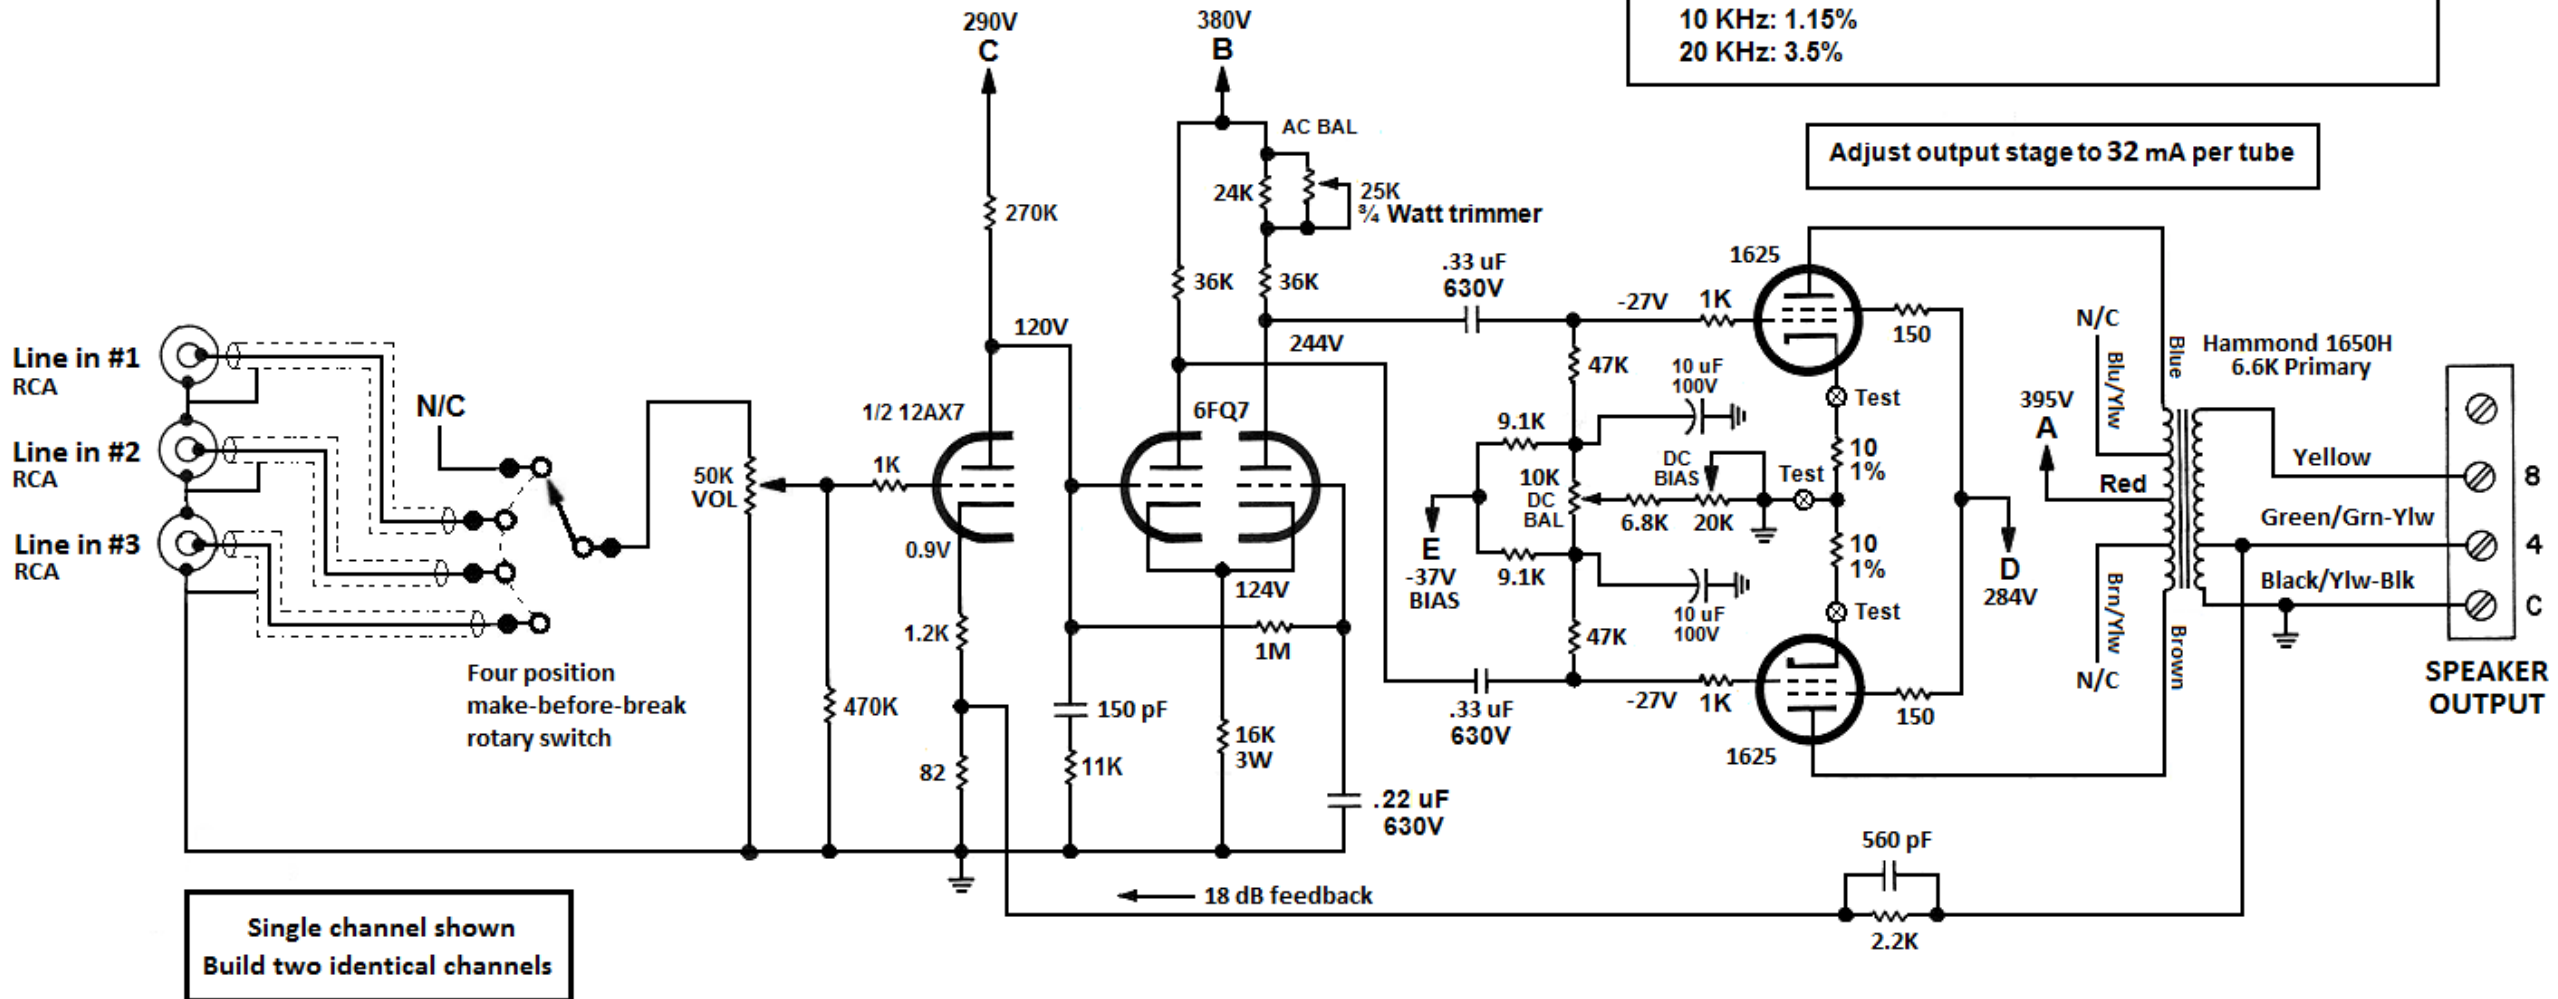 290V
C
380V
B
10 KHz: 1.15%
20 KHz: 3.5%
Adjust output stage to 32 mA per tube
AC BAL
24K
25K
¾ Watt trimmer
270K
36K
36K
.33 uF
630V
-27V
1K
1625
150
120V
244V
N/C
Blu/Ylw
Blue
Hammond 1650H
6.6K Primary
Line in #1
RCA
Line in #2
RCA
Line in #3
RCA
N/C
1/2 12AX7
6FQ7
47K
10 uF
100V
Test
395V
A
Red
9.1K
10K
DC
BAL
DC
BIAS
Test
10
1%
6.8K
20K
Yellow
8
50K
VOL
1K
0.9V
124V
E
-37V
BIAS
9.1K
10
1%
Test
10 uF
100V
D
284V
Green/Grn-Ylw
4
Black/Ylw-Blk
C
Brn/Ylw
Brown
N/C
SPEAKER
OUTPUT
1.2K
1M
47K
-27V
1K
150
1625
.33 uF
630V
Four position
make-before-break
rotary switch
470K
150 pF
16K
3W
82
11K
.22 uF
630V
560 pF
18 dB feedback
2.2K
Single channel shown
Build two identical channels